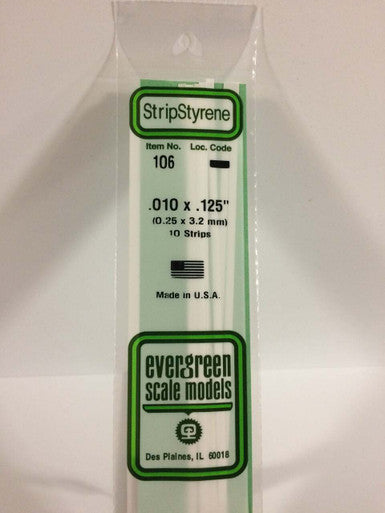 StripStyrene
Item No. Loc. Code
106
.010 x .125"
(0.25 x 3.2 mm)
10 Strips
Made in U.S.A.
evergreen
scale models
Des Plaines, IL 60018